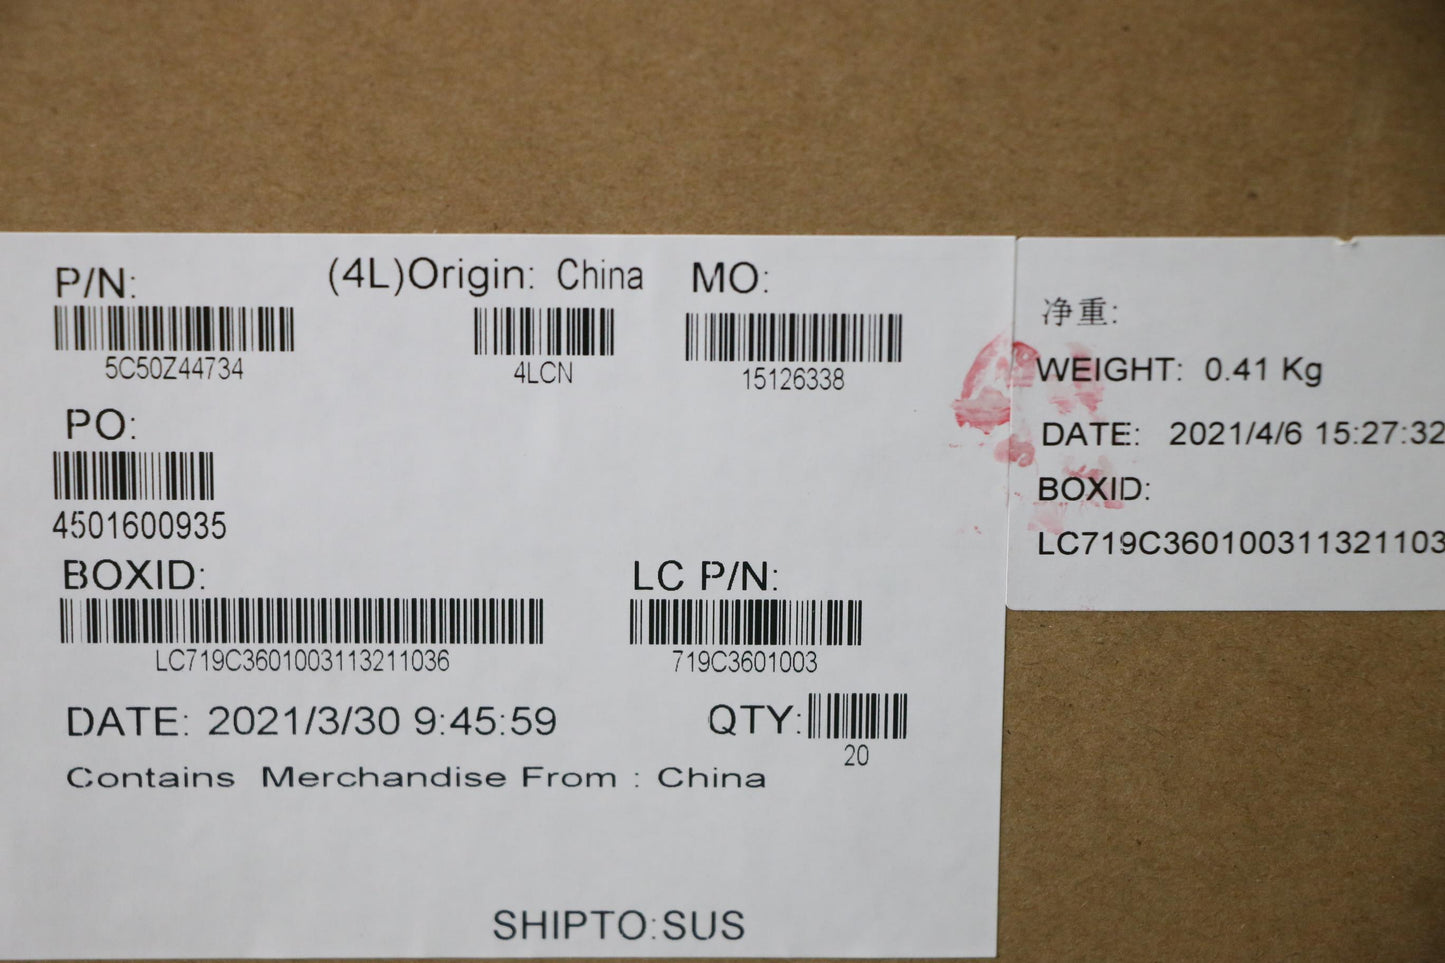 P/N:
5C50Z44734
(4L)Origin: China
4LCN
MO:
15126338
PO:
4501600935
BOXID:
LC719C3601003113211036
LC P/N:
719C3601003
DATE: 2021/3/30 9:45:59
QTY:
20
Contains Merchandise From : China
SHIPTO:SUS
净重:
WEIGHT: 0.41 Kg
DATE: 2021/4/6 15:27:32
BOXID:
LC719C360100311321103